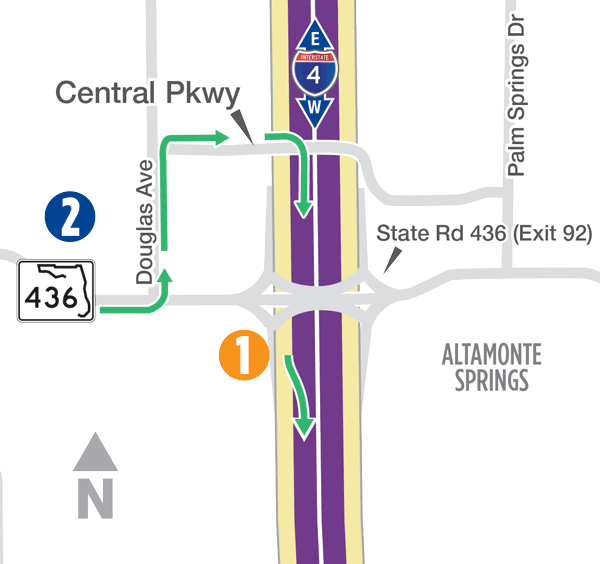 E
INTERSTATE
4
W
Central Pkwy
Palm Springs Dr
Douglas Ave
2
State Rd 436 (Exit 92)
436
1
ALTAMONTE
SPRINGS
N